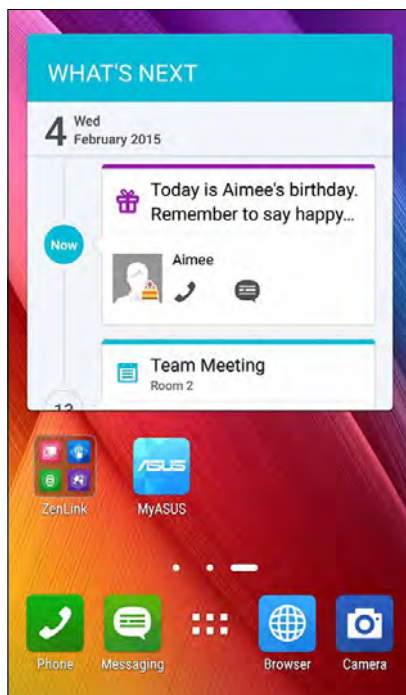 WHAT'S NEXT
4
Wed
February 2015
Today is Aimee's birthday.
Remember to say happy...
Now
Aimee
Team Meeting
Room 2
ASUS
ZenLink
MyASUS
Phone
Messaging
Browser
Camera